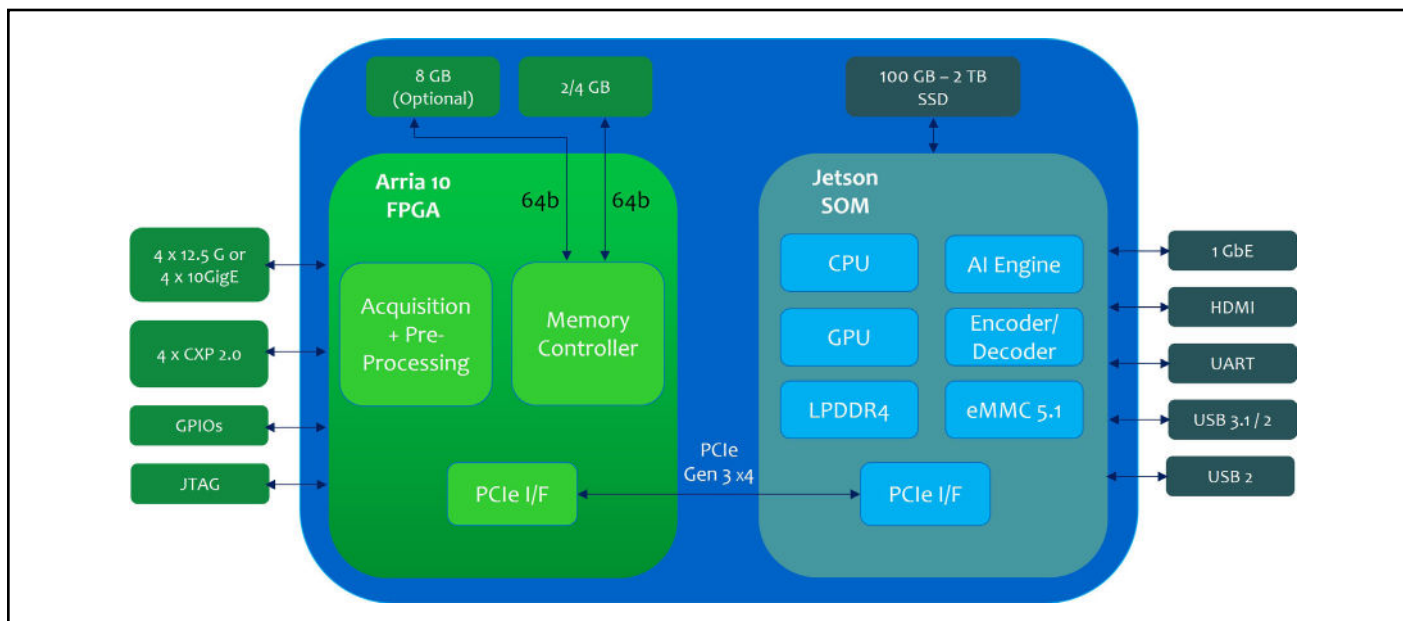 8 GB
(Optional)
2/4 GB
100 GB – 2 TB
SSD
Arria 10
FPGA
64b
64b
Jetson
SOM
4 x 12.5 G or
4 x 10GigE
4 x CXP 2.0
GPIOs
JTAG
Acquisition
+ Pre-
Processing
Memory
Controller
PCIe I/F
PCIe
Gen 3 x4
CPU
AI Engine
GPU
Encoder/
Decoder
LPDDR4
eMMC 5.1
PCIe I/F
1 GbE
HDMI
UART
USB 3.1 / 2
USB 2